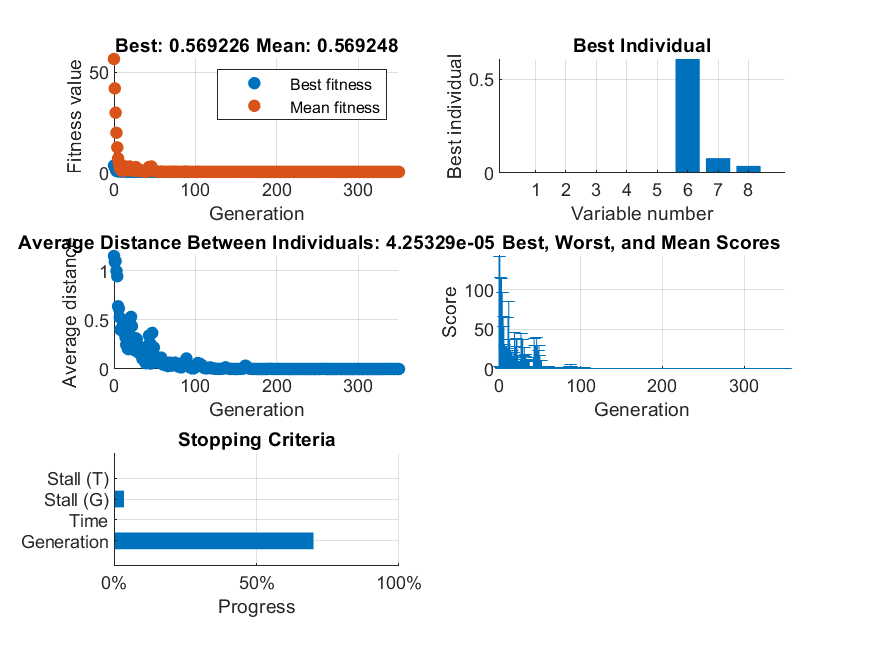 Best: 0.569226 Mean: 0.569248
Fitness value
50
0
Best fitness
Mean fitness
0 100 200 300
Generation
Best Individual
Best individual
0.5
0
1 2 3 4 5 6 7 8
Variable number
Average Distance Between Individuals: 4.25329e-05
Average distance
1
0.5
0
0 100 200 300
Generation
Best, Worst, and Mean Scores
Score
100
50
0
0 100 200 300
Generation
Stopping Criteria
Stall (T)
Stall (G)
Time
Generation
0% 50% 100%
Progress